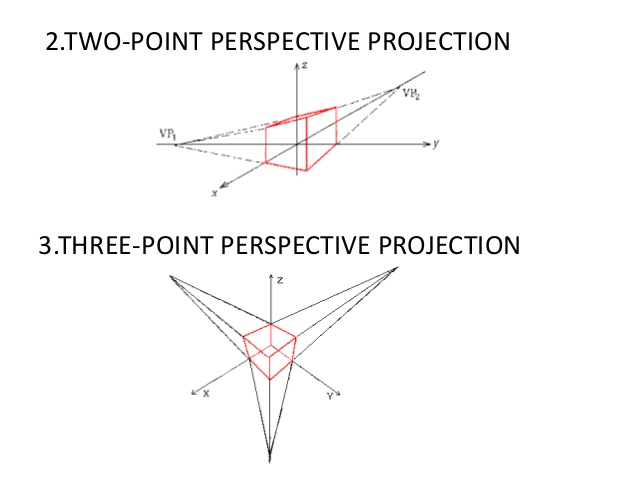 2.TWO-POINT PERSPECTIVE PROJECTION
z
VP2
VP1
y
x
3.THREE-POINT PERSPECTIVE PROJECTION
Z
X
Y